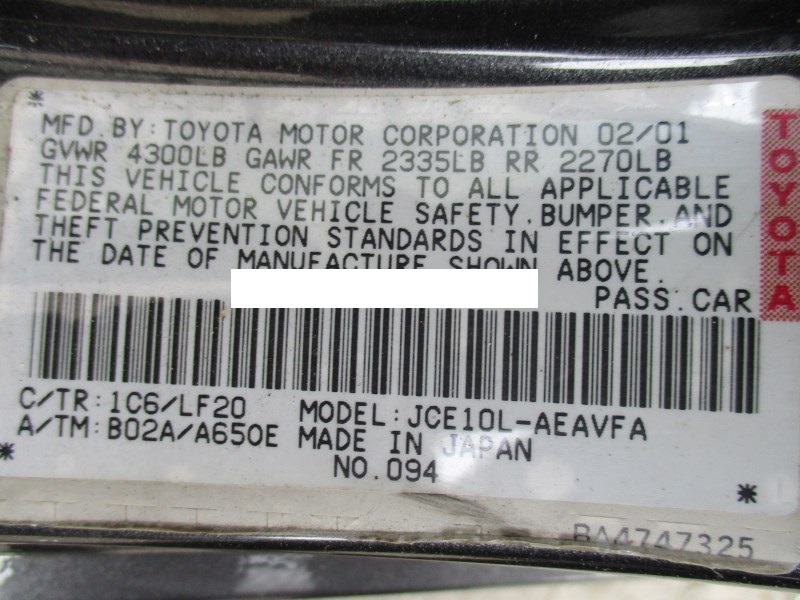 MFD. BY: TOYOTA MOTOR CORPORATION 02/01
GVWR 4300LB GAWR FR 2335LB RR 2270LB
THIS VEHICLE CONFORMS TO ALL APPLICABLE
FEDERAL MOTOR VEHICLE SAFETY, BUMPER, AND
THEFT PREVENTION STANDARDS IN EFFECT ON
THE DATE OF MANUFACTURE SHOWN ABOVE.
PASS. CAR
TOYOTA
C/TR: 1C6/LF20 MODEL: JCE10L-AEAVFA
A/TM: B02A/A650E MADE IN JAPAN
NO. 094
BA4747325